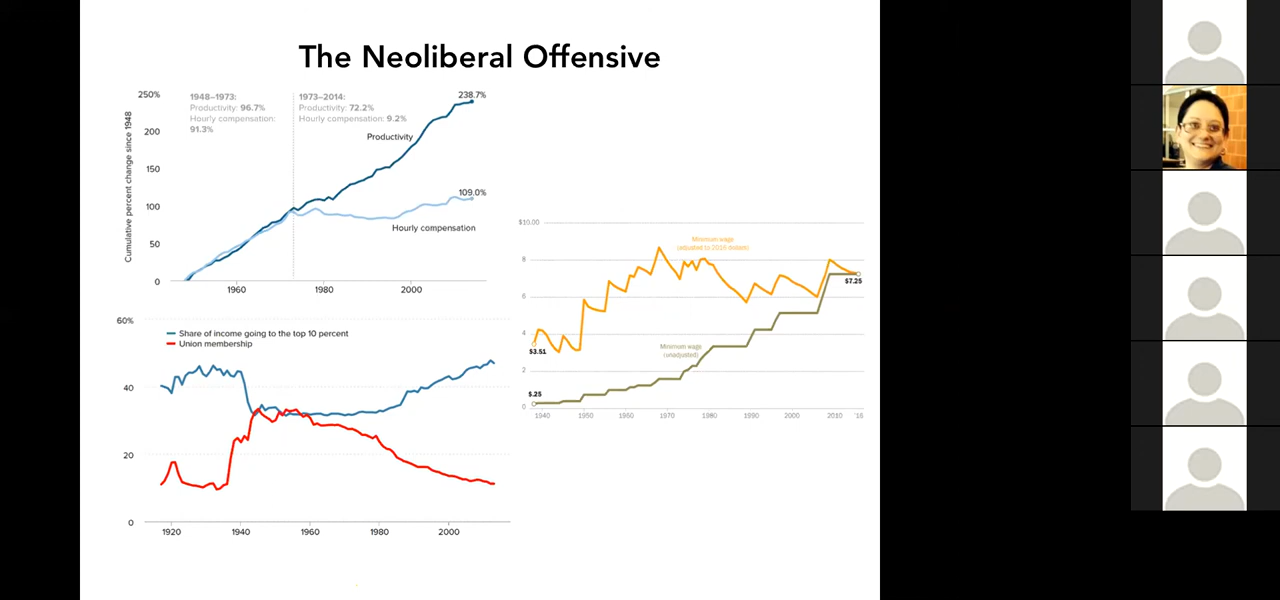 The Neoliberal Offensive
Cumulative percent change since 1948
250%
200
150
100
50
0
1948–1973:
Productivity: 96.7%
Hourly compensation:
91.3%
1973–2014:
Productivity: 72.2%
Hourly compensation: 9.2%
238.7%
Productivity
109.0%
Hourly compensation
1960 1980 2000
$10.00
8
6
4
2
0
Minimum wage
(adjusted to 2016 dollars)
$7.25
$3.51
Minimum wage
(unadjusted)
$.25
1940 1950 1960 1970 1980 1990 2000 2010 '16
60%
40
20
0
Share of income going to the top 10 percent
Union membership
1920 1940 1960 1980 2000